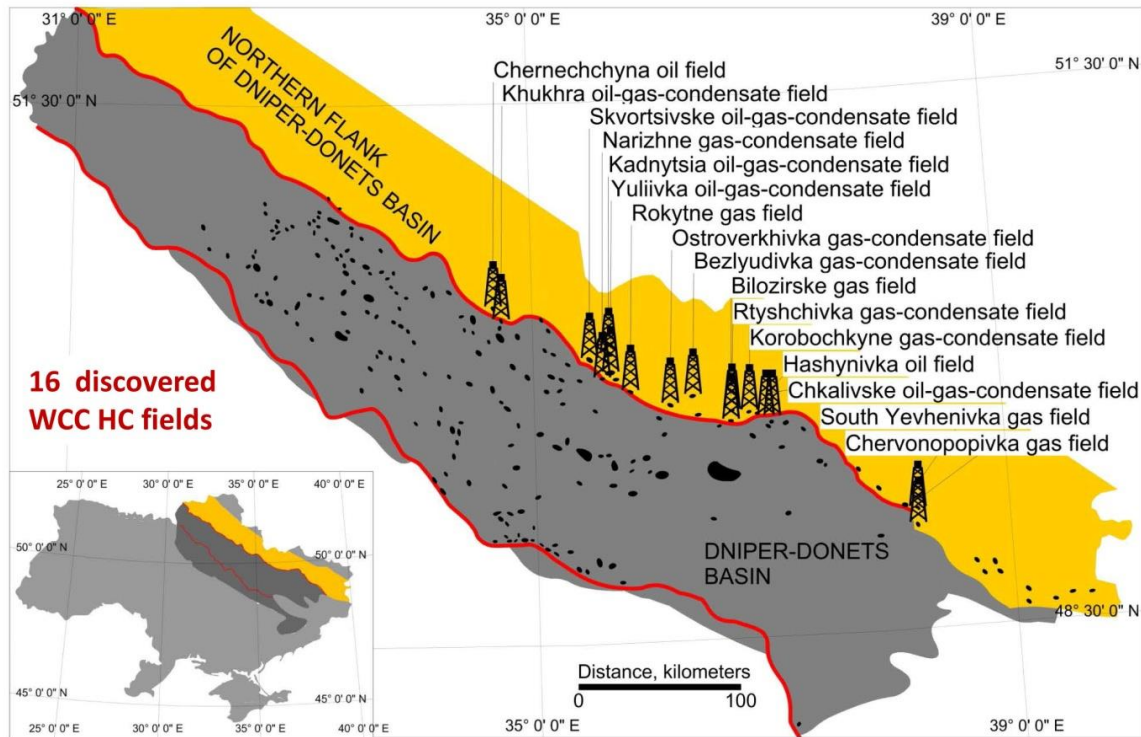 31° 0' 0" E
35° 0' 0" E
39° 0' 0" E
51° 30' 0" N
51° 30' 0" N
NORTHERN FLANK
OF DNIPER-DONETS
BASIN
Chernechchyna oil field
Khukhra oil-gas-condensate field
Skvortsivske oil-gas-condensate field
Narizhne gas-condensate field
Kadnytsia oil-gas-condensate field
Yuliivka oil-gas-condensate field
Rokytne gas field
Ostroverkhivka gas-condensate field
Bezlyudivka gas-condensate field
Bilozirske gas field
Rtyshchivka gas-condensate field
Korobochkyne gas-condensate field
Hashynivka oil field
Chkalivske oil-gas-condensate field
South Yevhenivka gas field
Chervonopopivka gas field
16 discovered
WCC HC fields
DNIPER-DONETS
BASIN
48° 30' 0" N
Distance, kilometers
0 100
35° 0' 0" E
39° 0' 0" E
25° 0' 0" E
30° 0' 0" E
35° 0' 0" E
40° 0' 0" E
50° 0' 0" N
50° 0' 0" N
45° 0' 0" N
45° 0' 0" N
25° 0' 0" E
30° 0' 0" E
35° 0' 0" E
40° 0' 0" E